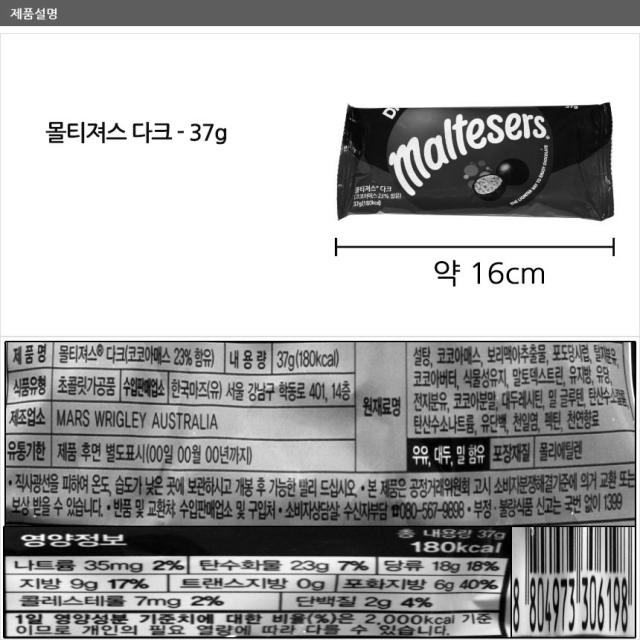 제품설명
몰티져스 다크 - 37g
maltesers
몰티져스® 다크
(코코아매스 23% 함유)
37g(180kcal)
THE LIGHTER WAY TO ENJOY CHOCOLATE
약 16cm
제 품 명 몰티져스® 다크(코코아매스 23% 함유) 내 용 량 37g(180kcal)
식품유형 초콜릿가공품 수입판매업소 한국마즈(유) 서울 강남구 학동로 401, 14층
제조업소 MARS WRIGLEY AUSTRALIA
유통기한 제품 후면 별도표시(00일 00월 00년까지)
원재료명
설탕, 코코아매스, 보리맥아추출물, 포도당시럽, 탈지분유,
코코아버터, 식물성유지, 말토덱스트린, 유지방, 유당,
전지분유, 코코아분말, 대두레시틴, 밀 글루텐, 탄산수소칼륨,
탄산수소나트륨, 유단백, 천일염, 펙틴, 천연향료
우유, 대두, 밀 함유 포장재질 폴리에틸렌
• 직사광선을 피하여 온도, 습도가 낮은 곳에 보관하시고 개봉 후 가능한 빨리 드십시오. • 본 제품은 공정거래위원회 고시 소비자분쟁해결기준에 의거 교환 또는
보상 받을 수 있습니다. • 반품 및 교환처: 수입판매업소 및 구입처 • 소비자상담실: 수신자부담 ☎080-567-9698 • 부정·불량식품 신고는 국번 없이 1399
영양정보 총 내용량 37g
180kcal
나트륨 35mg 2% 탄수화물 23g 7% 당류 18g 18%
지방 9g 17% 트랜스지방 0g 포화지방 6g 40%
콜레스테롤 7mg 2% 단백질 2g 4%
1일 영양성분 기준치에 대한 비율(%)은 2,000kcal 기준
이므로 개인의 필요 열량에 따라 다를 수 있습니다.
8 804973 306198